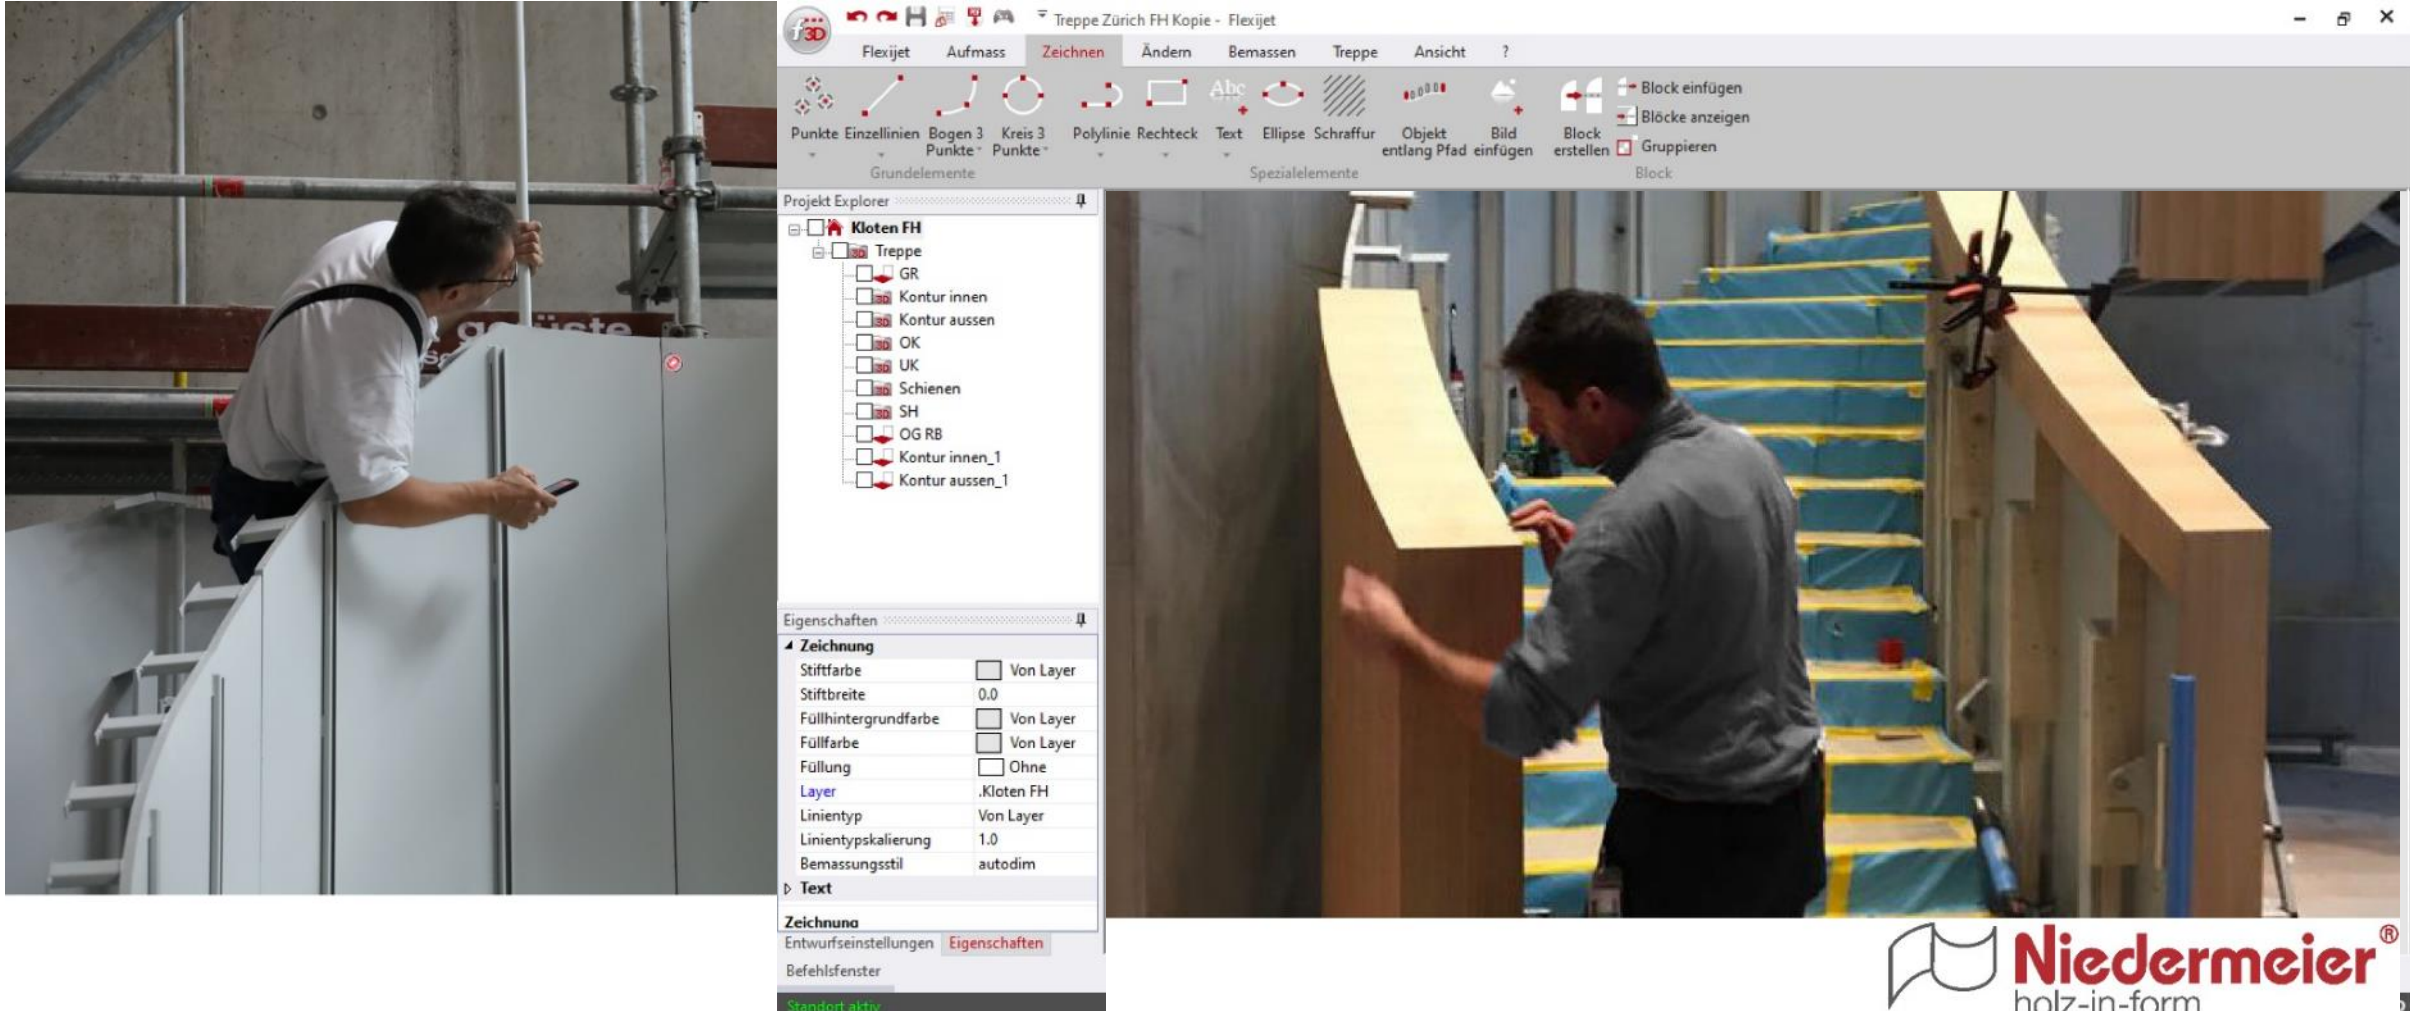 Treppe Zürich FH Kopie - Flexijet
f3D
Flexijet Aufmass Zeichnen Ändern Bemassen Treppe Ansicht ?
Abc
Punkte Einzellinien Bogen 3 Punkte Kreis 3 Punkte Polylinie Rechteck Text Ellipse Schraffur Objekt entlang Pfad Bild einfügen Block erstellen
Block einfügen
Blöcke anzeigen
Gruppieren
Grundelemente Spezialelemente Block
Projekt Explorer
Kloten FH
Treppe
GR
Kontur innen
Kontur aussen
OK
UK
Schienen
SH
OG RB
Kontur innen_1
Kontur aussen_1
Eigenschaften
Zeichnung
Stiftfarbe Von Layer
Stiftbreite 0.0
Füllhintergrundfarbe Von Layer
Füllfarbe Von Layer
Füllung Ohne
Layer .Kloten FH
Linientyp Von Layer
Linientypskalierung 1.0
Bemassungsstil autodim
Text
Zeichnung
Entwurfseinstellungen Eigenschaften
Befehlsfenster
Standort aktiv
Niedermeier®
holz-in-form